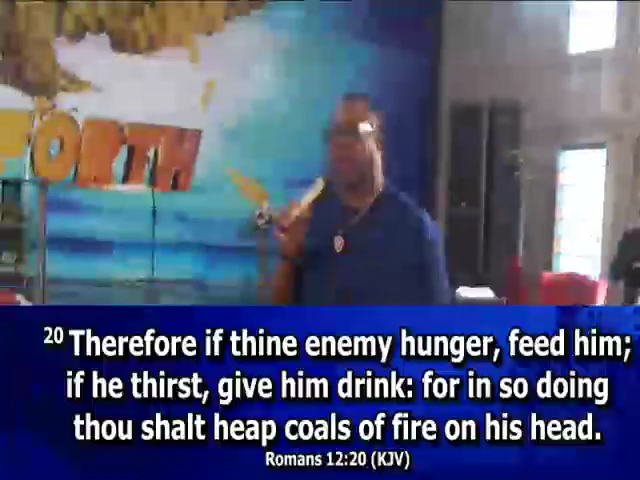 FORTH
20 Therefore if thine enemy hunger, feed him;
if he thirst, give him drink: for in so doing
thou shalt heap coals of fire on his head.
Romans 12:20 (KJV)